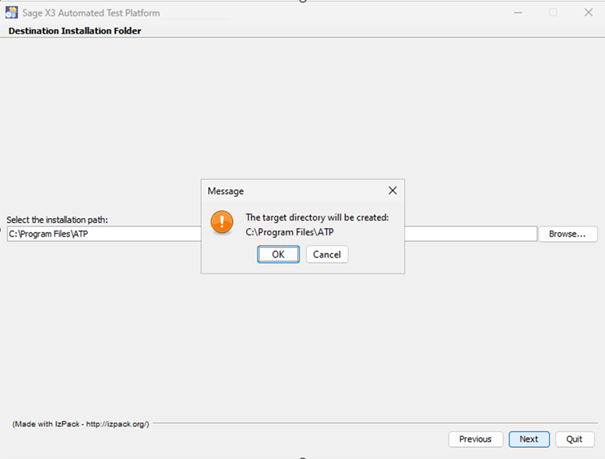 Sage X3 Automated Test Platform
Destination Installation Folder
Message
The target directory will be created:
C:\Program Files\ATP
OK
Cancel
Select the installation path:
C:\Program Files\ATP
Browse...
(Made with IzPack - http://izpack.org/)
Previous
Next
Quit